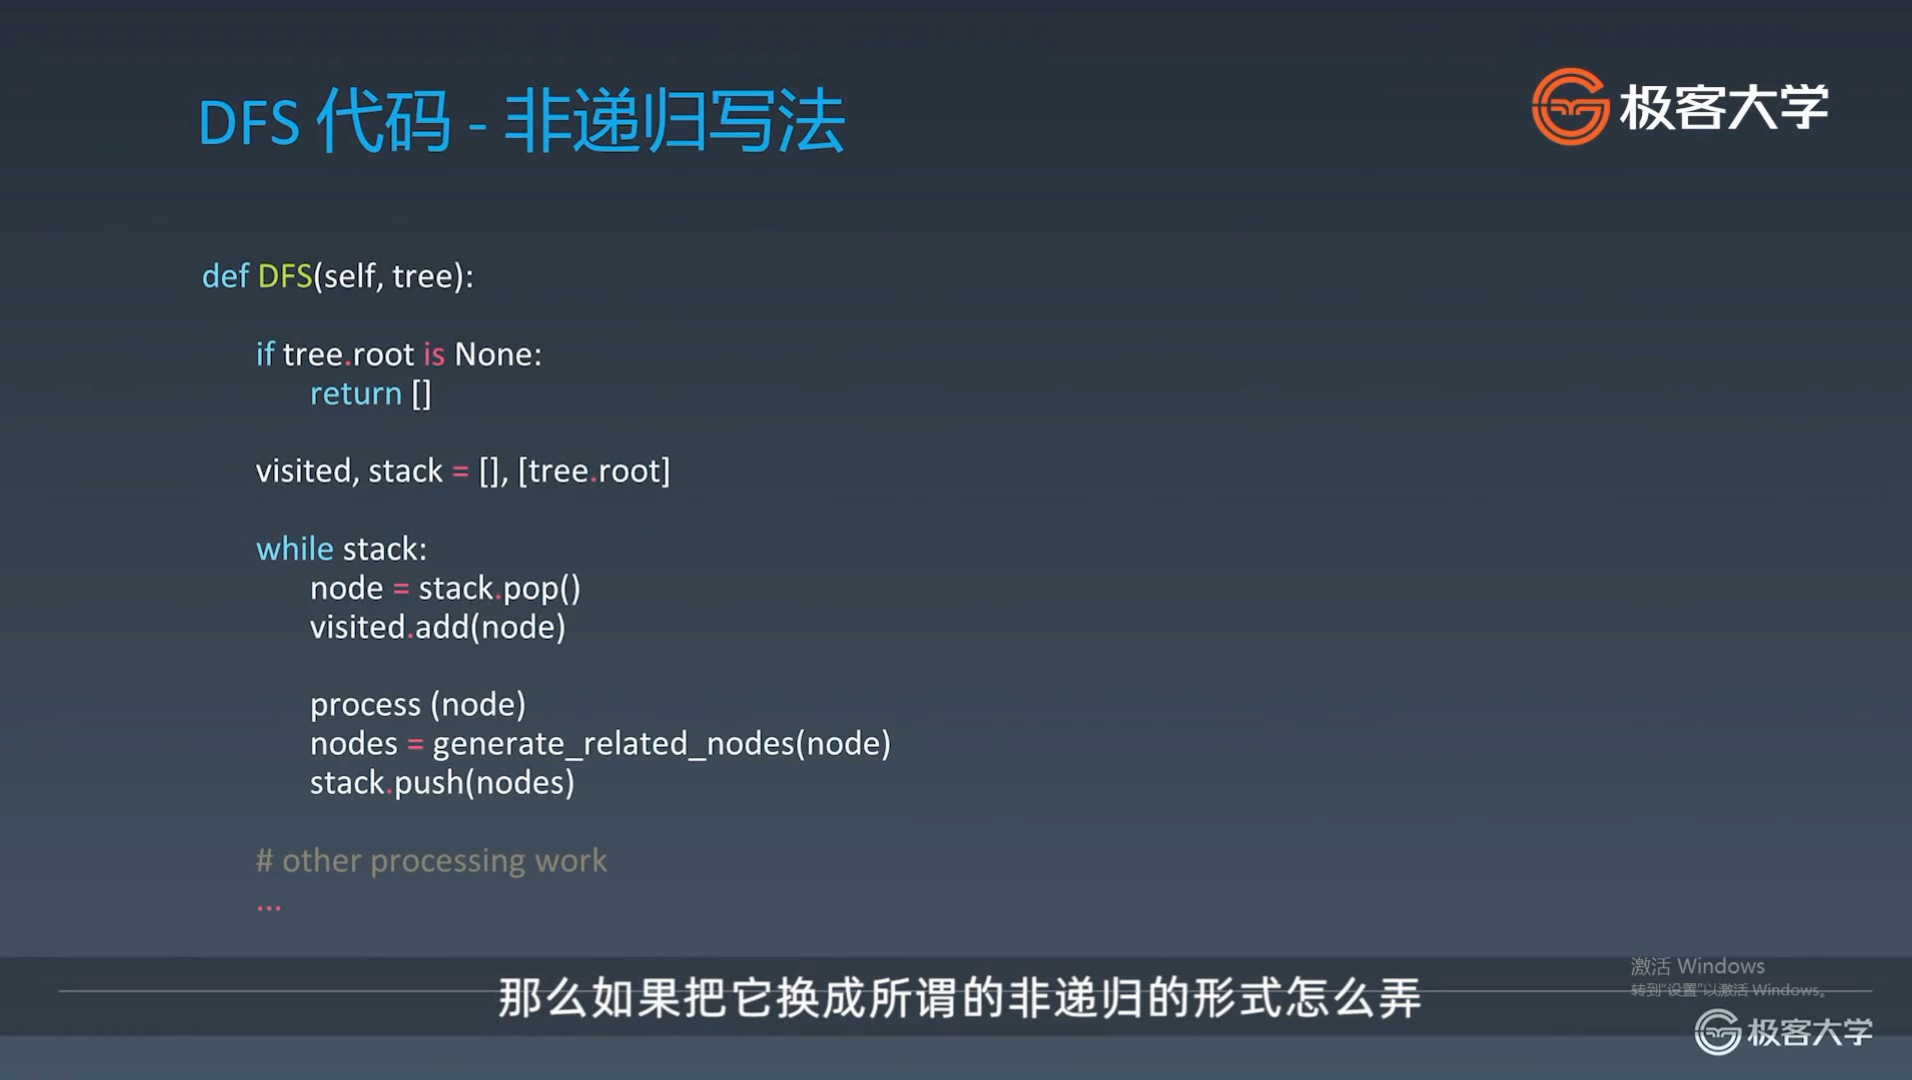 DFS 代码 - 非递归写法
极客大学
def DFS(self, tree):
if tree.root is None:
return []
visited, stack = [], [tree.root]
while stack:
node = stack.pop()
visited.add(node)
process (node)
nodes = generate_related_nodes(node)
stack.push(nodes)
# other processing work
...
那么如果把它换成所谓的非递归的形式怎么弄
激活 Windows
转到“设置”以激活 Windows。
极客大学